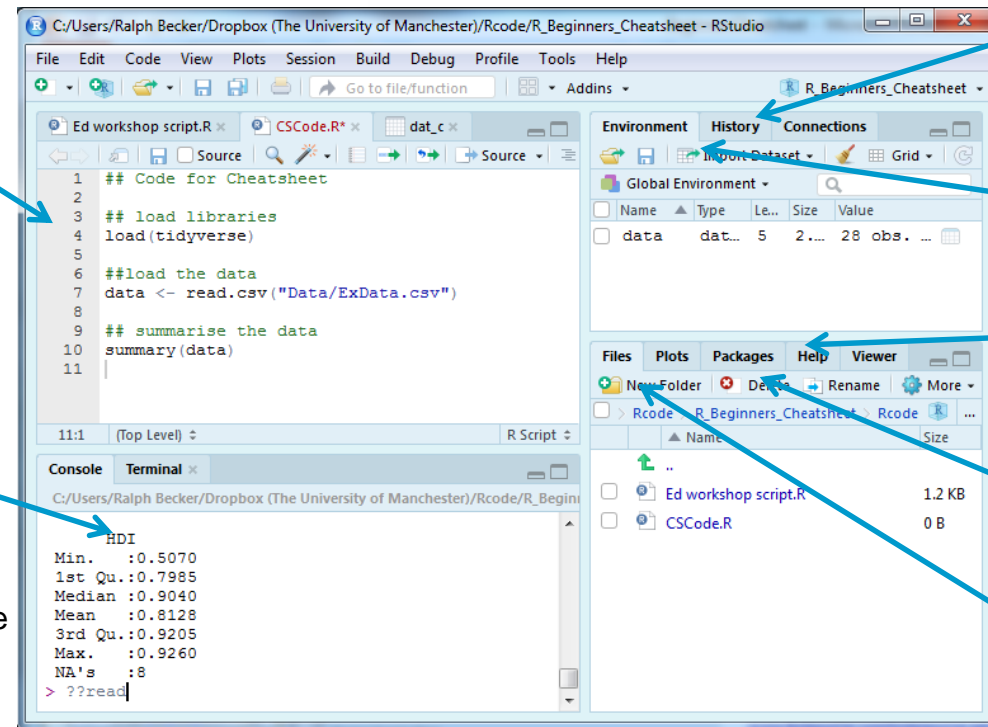 C:/Users/Ralph Becker/Dropbox (The University of Manchester)/Rcode/R_Beginners_Cheatsheet - RStudio
File Edit Code View Plots Session Build Debug Profile Tools Help
Go to file/function Addins R_Beginners_Cheatsheet
Ed workshop script.R CSCode.R* dat_c
Source Source
1 ## Code for Cheatsheet
2
3 ## load libraries
4 load(tidyverse)
5
6 ##load the data
7 data <- read.csv("Data/ExData.csv")
8
9 ## summarise the data
10 summary(data)
11
11:1 (Top Level) R Script
Console Terminal
C:/Users/Ralph Becker/Dropbox (The University of Manchester)/Rcode/R_Begin
HDI
Min. :0.5070
1st Qu.:0.7985
Median :0.9040
Mean :0.8128
3rd Qu.:0.9205
Max. :0.9260
NA's :8
> ??read
e
Environment History Connections
Import Dataset Grid
Global Environment
Name Type Le... Size Value
data dat... 5 2.... 28 obs. ...
Files Plots Packages Help Viewer
New Folder Delete Rename More
Rcode R_Beginners_Cheatsheet Rcode ...
Name Size
..
Ed workshop script.R 1.2 KB
CSCode.R 0 B